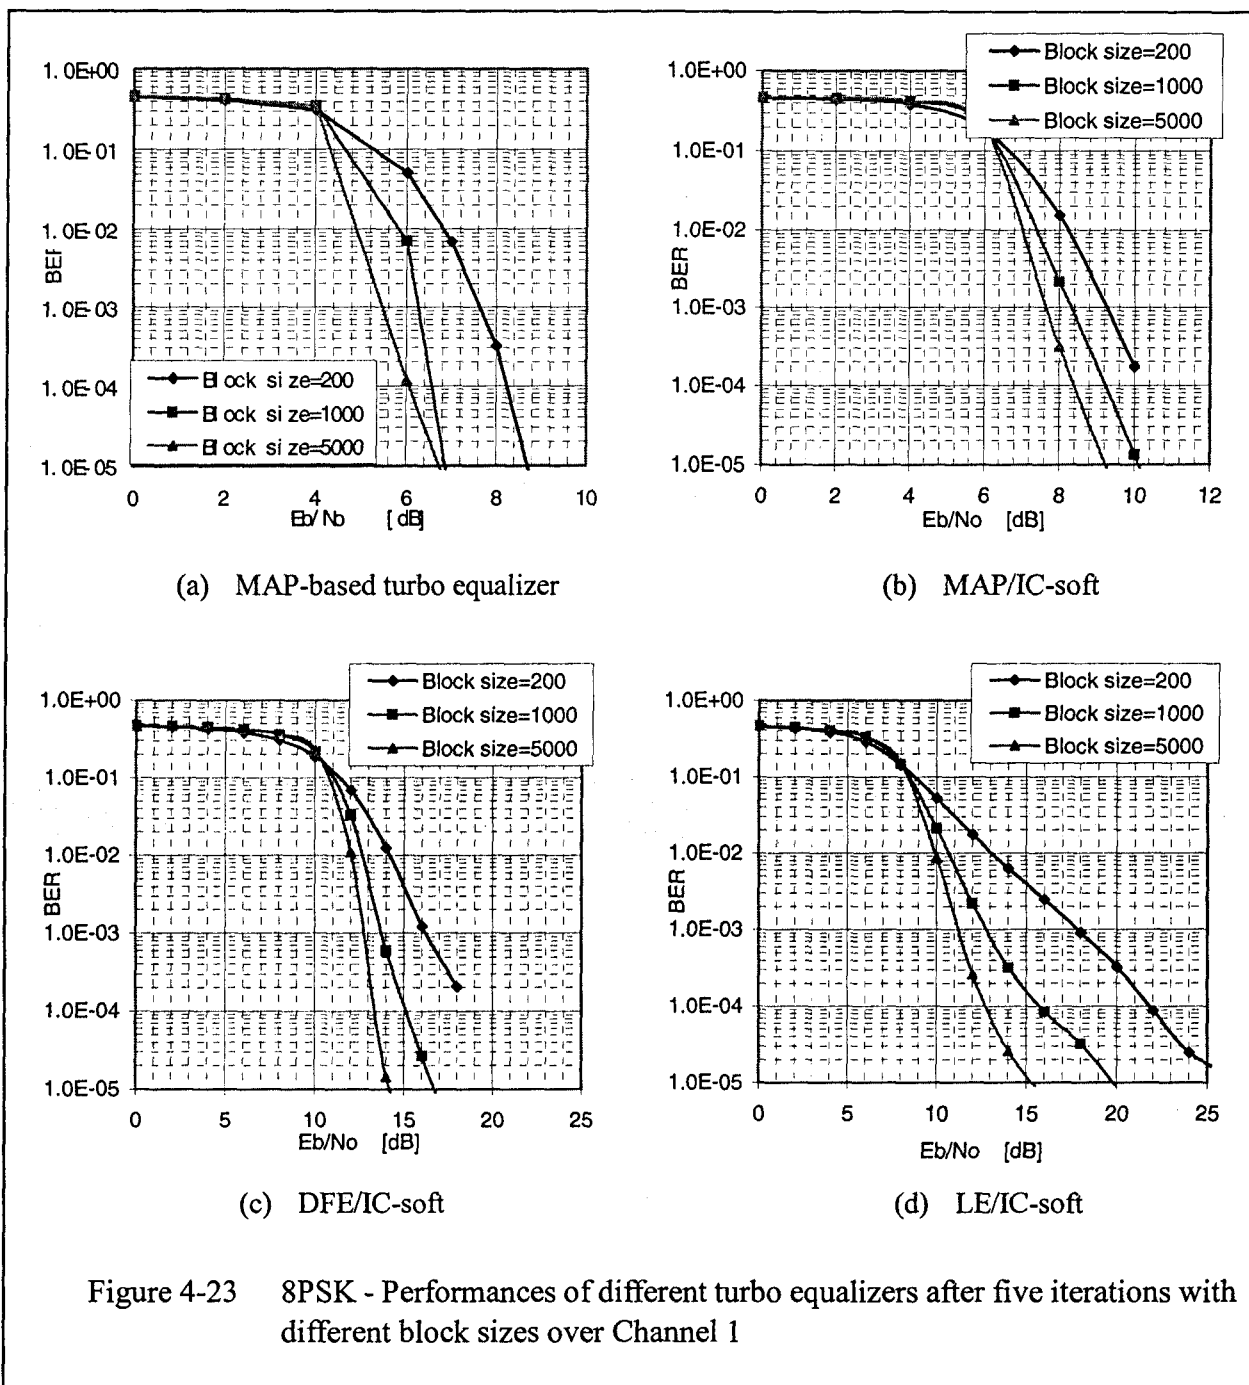 1.0E+00
1.0E-01
1.0E-02
1.0E-03
1.0E-04
1.0E-05
BER
Block size=200
Block size=1000
Block size=5000
0 2 4 6 8 10
Eb/No [dB]
(a) MAP-based turbo equalizer
1.0E+00
1.0E-01
1.0E-02
1.0E-03
1.0E-04
1.0E-05
BER
Block size=200
Block size=1000
Block size=5000
0 2 4 6 8 10 12
Eb/No [dB]
(b) MAP/IC-soft
1.0E+00
1.0E-01
1.0E-02
1.0E-03
1.0E-04
1.0E-05
BER
Block size=200
Block size=1000
Block size=5000
0 5 10 15 20 25
Eb/No [dB]
(c) DFE/IC-soft
1.0E+00
1.0E-01
1.0E-02
1.0E-03
1.0E-04
1.0E-05
BER
Block size=200
Block size=1000
Block size=5000
0 5 10 15 20 25
Eb/No [dB]
(d) LE/IC-soft
Figure 4-23 8PSK - Performances of different turbo equalizers after five iterations with
different block sizes over Channel 1